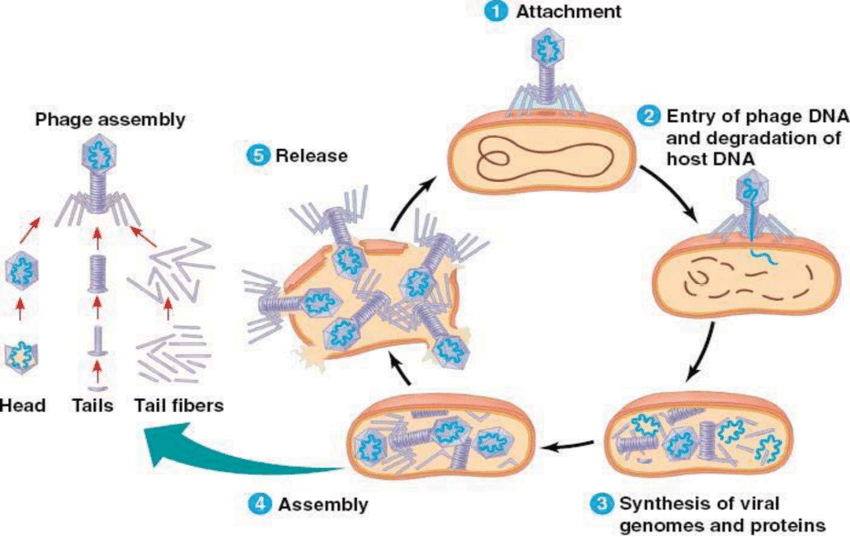 1 Attachment
2 Entry of phage DNA
and degradation of
host DNA
Phage assembly
5 Release
Head
Tails
Tail fibers
4 Assembly
3 Synthesis of viral
genomes and proteins